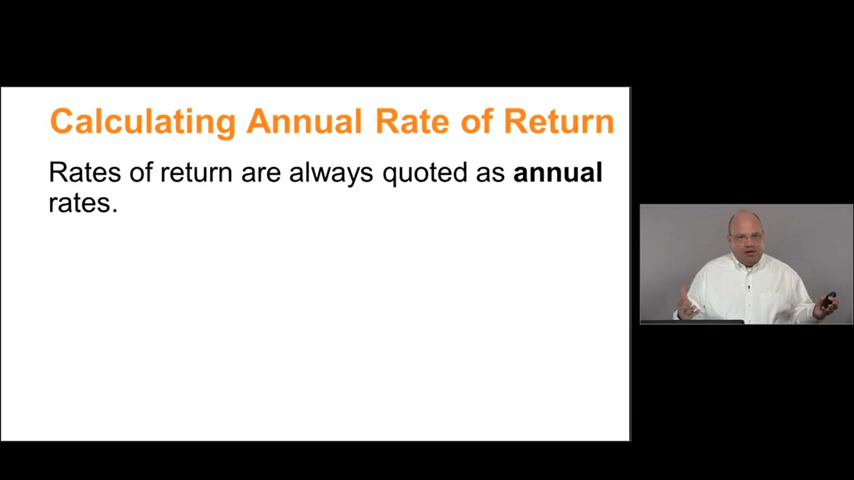 Calculating Annual Rate of Return
Rates of return are always quoted as annual
rates.